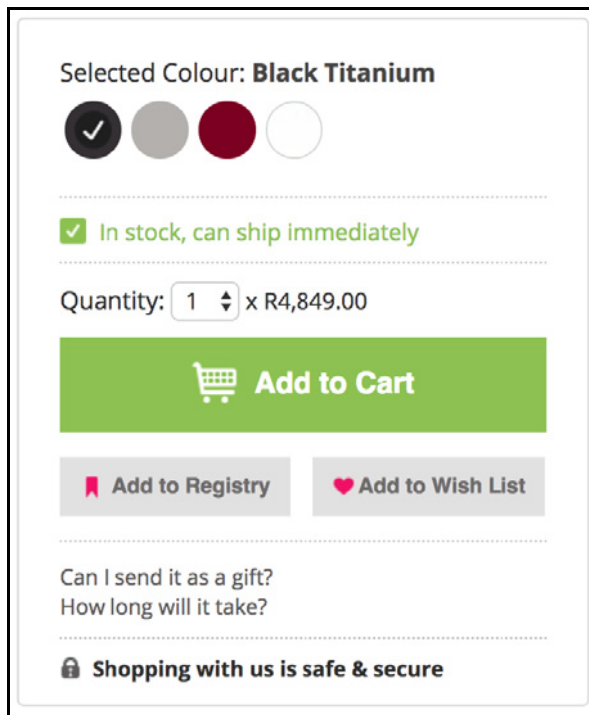 Selected Colour: Black Titanium
In stock, can ship immediately
Quantity: 1 x R4,849.00
Add to Cart
Add to Registry
Add to Wish List
Can I send it as a gift?
How long will it take?
Shopping with us is safe & secure